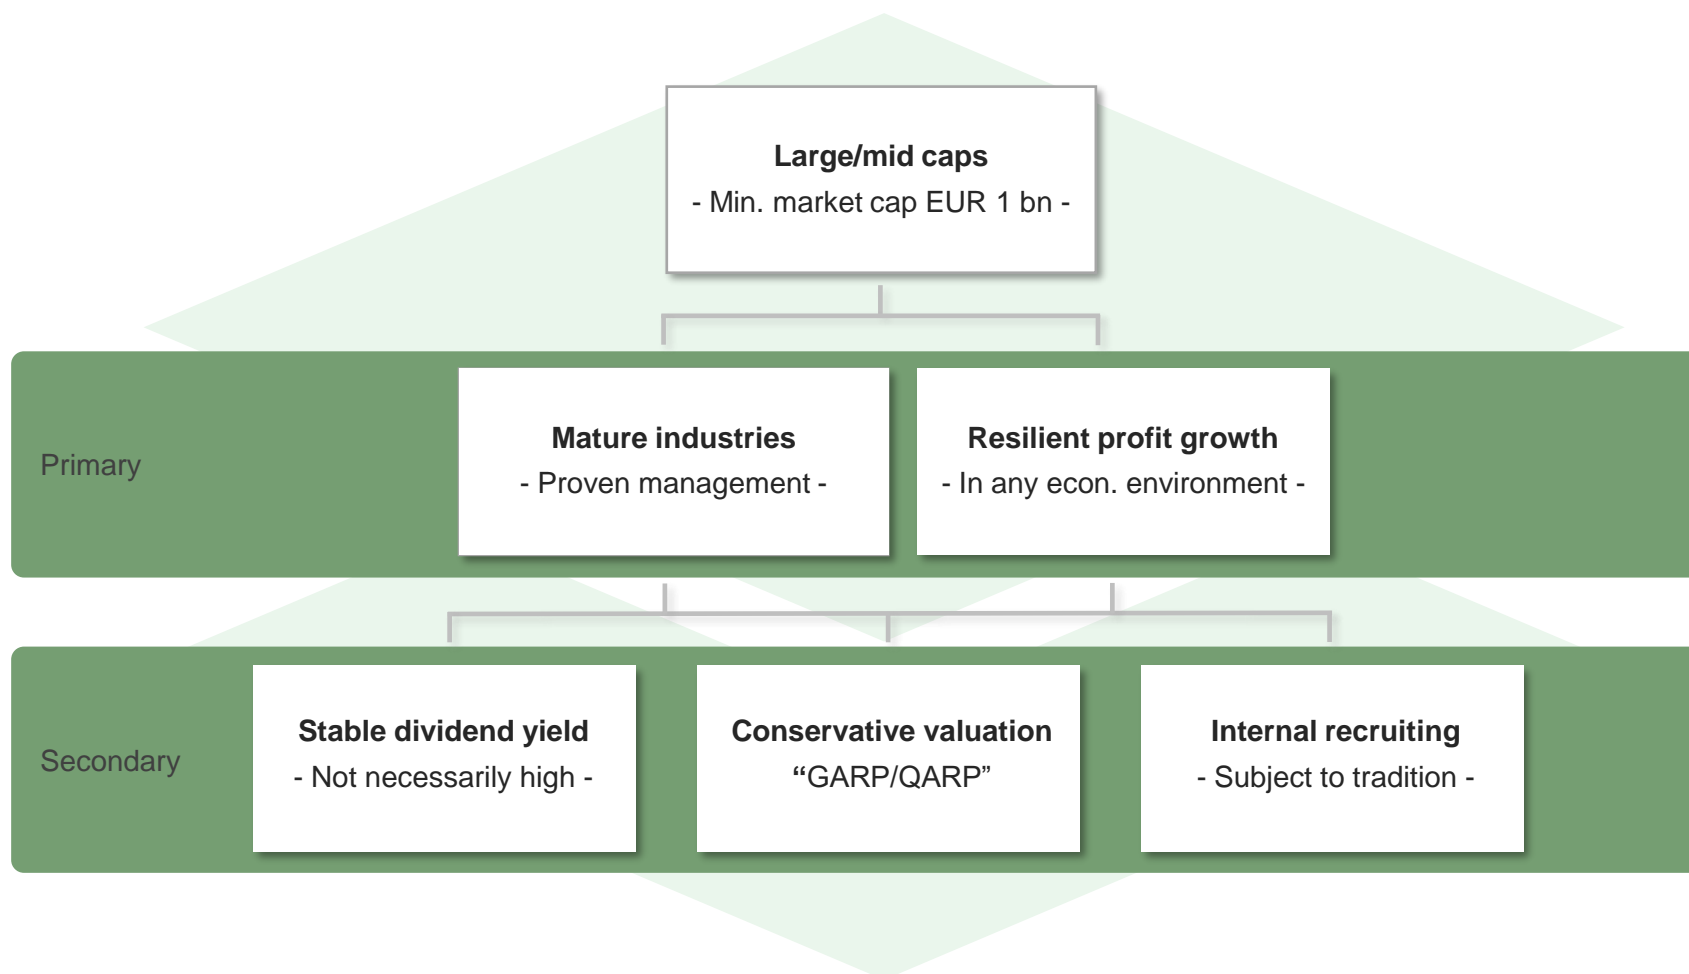 Large/mid caps
- Min. market cap EUR 1 bn -
Primary
Mature industries
- Proven management -
Resilient profit growth
- In any econ. environment -
Secondary
Stable dividend yield
- Not necessarily high -
Conservative valuation
“GARP/QARP”
Internal recruiting
- Subject to tradition -